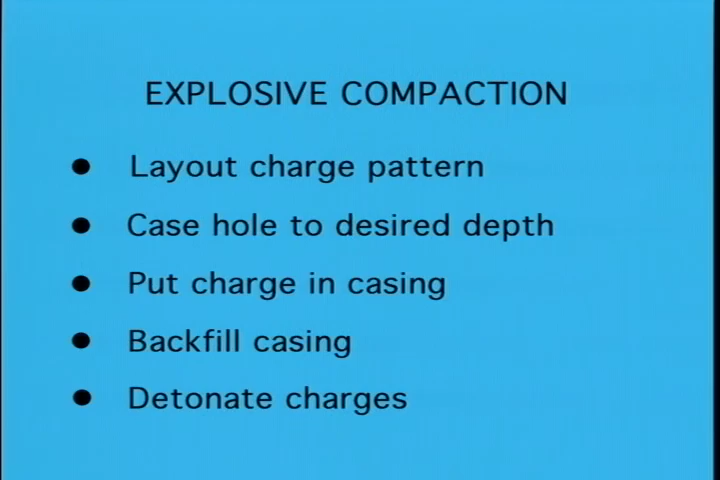 EXPLOSIVE COMPACTION
● Layout charge pattern
● Case hole to desired depth
● Put charge in casing
● Backfill casing
● Detonate charges